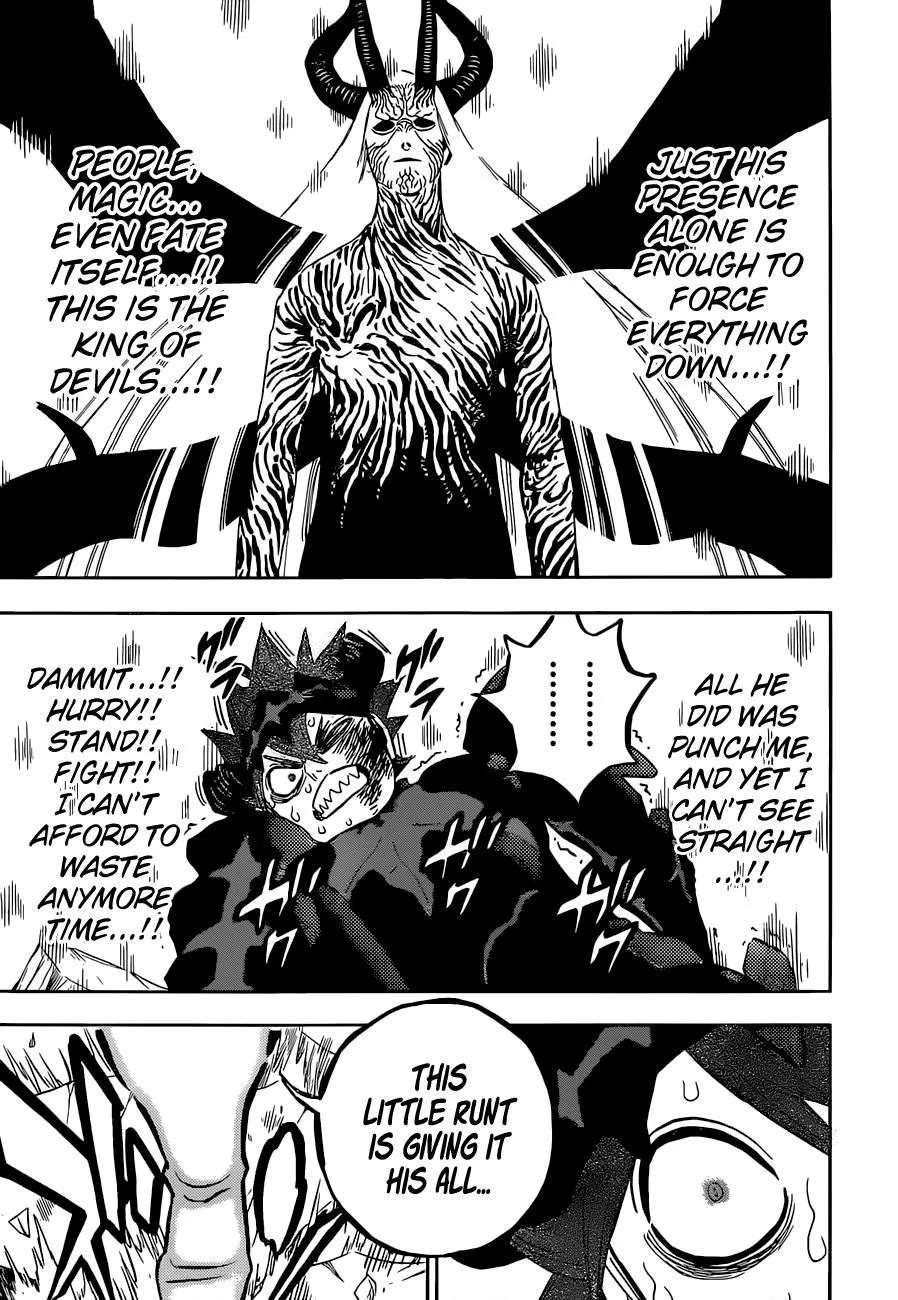 JUST HIS
PRESENCE
ALONE IS
ENOUGH TO
FORCE
EVERYTHING
DOWN...!!
PEOPLE,
MAGIC...
EVEN FATE
ITSELF...!!
THIS IS THE
KING OF
DEVILS...!!
ALL HE
DID WAS
PUNCH ME,
AND YET I
CAN'T SEE
STRAIGHT
...!!
DAMMIT...!!
HURRY!!
STAND!!
FIGHT!!
I CAN'T
AFFORD TO
WASTE
ANYMORE
TIME...!!
THIS
LITTLE RUNT
IS GIVING IT
HIS ALL...